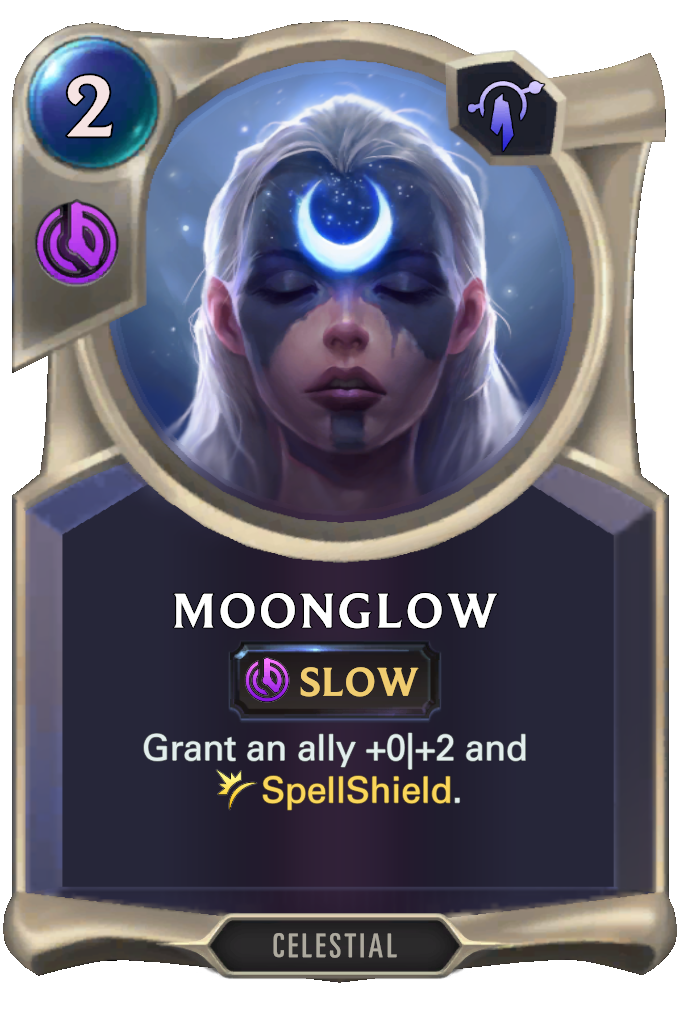 2
MOONGLOW
SLOW
Grant an ally +0|+2 and
SpellShield.
CELESTIAL